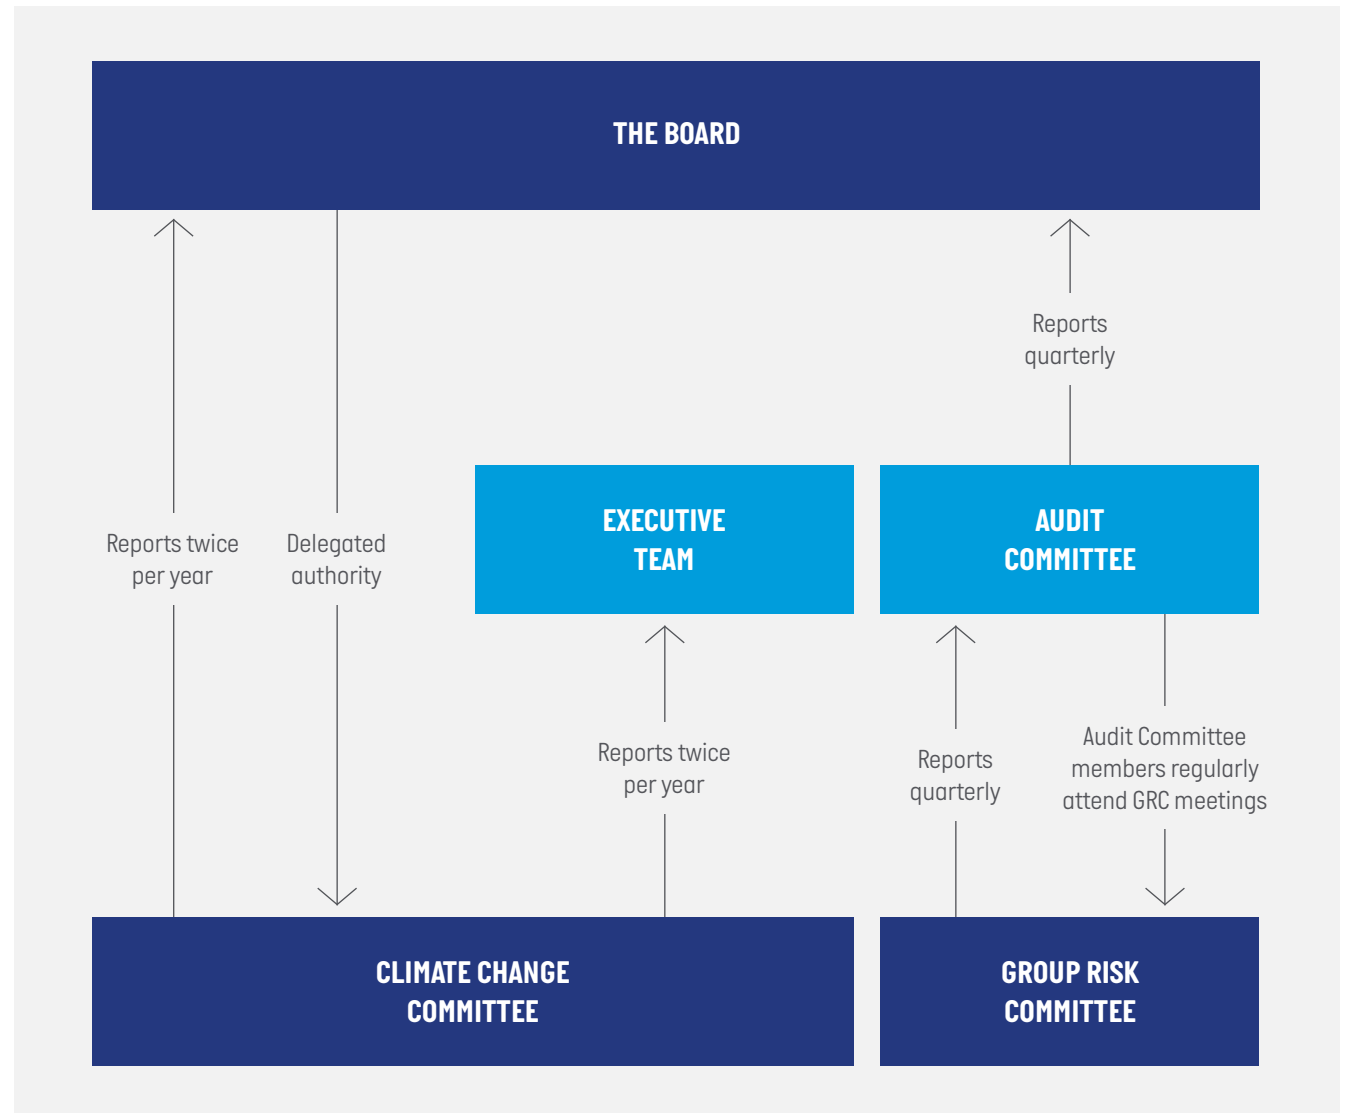 THE BOARD
Reports
quarterly
EXECUTIVE
TEAM
AUDIT
COMMITTEE
Reports twice
per year
Delegated
authority
Reports twice
per year
Reports
quarterly
Audit Committee
members regularly
attend GRC meetings
CLIMATE CHANGE
COMMITTEE
GROUP RISK
COMMITTEE